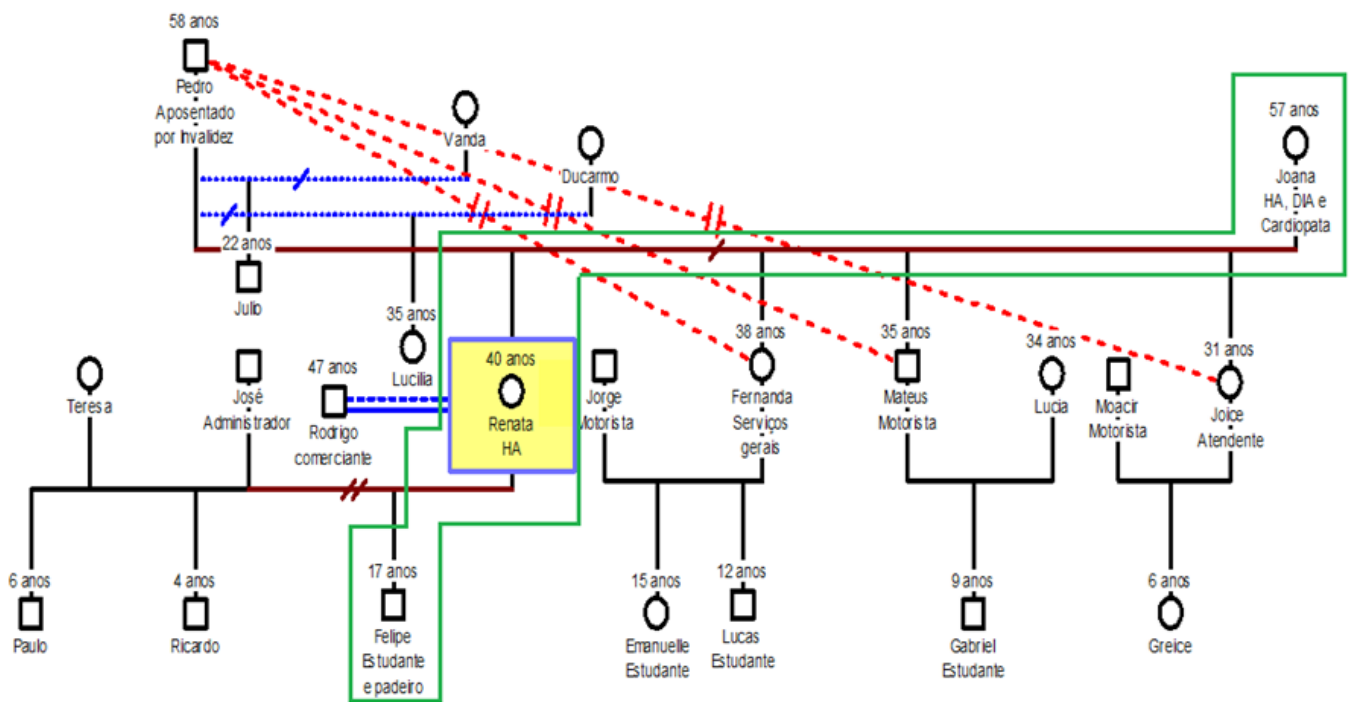 58 anos
Pedro
Aposentado
por Invalidez
Vanda
Ducarmo
57 anos
Joana
HA, DIA e
Cardiopata
22 anos
Julio
35 anos
Lucilia
Teresa
José
Administrador
47 anos
Rodrigo
comerciante
40 anos
Renata
HA
Jorge
Motorista
38 anos
Fernanda
Serviços
gerais
35 anos
Mateus
Motorista
34 anos
Lucia
Moacir
Motorista
31 anos
Joice
Atendente
6 anos
Paulo
4 anos
Ricardo
17 anos
Felipe
Estudante
e padeiro
15 anos
Emanuelle
Estudante
12 anos
Lucas
Estudante
9 anos
Gabriel
Estudante
6 anos
Greice